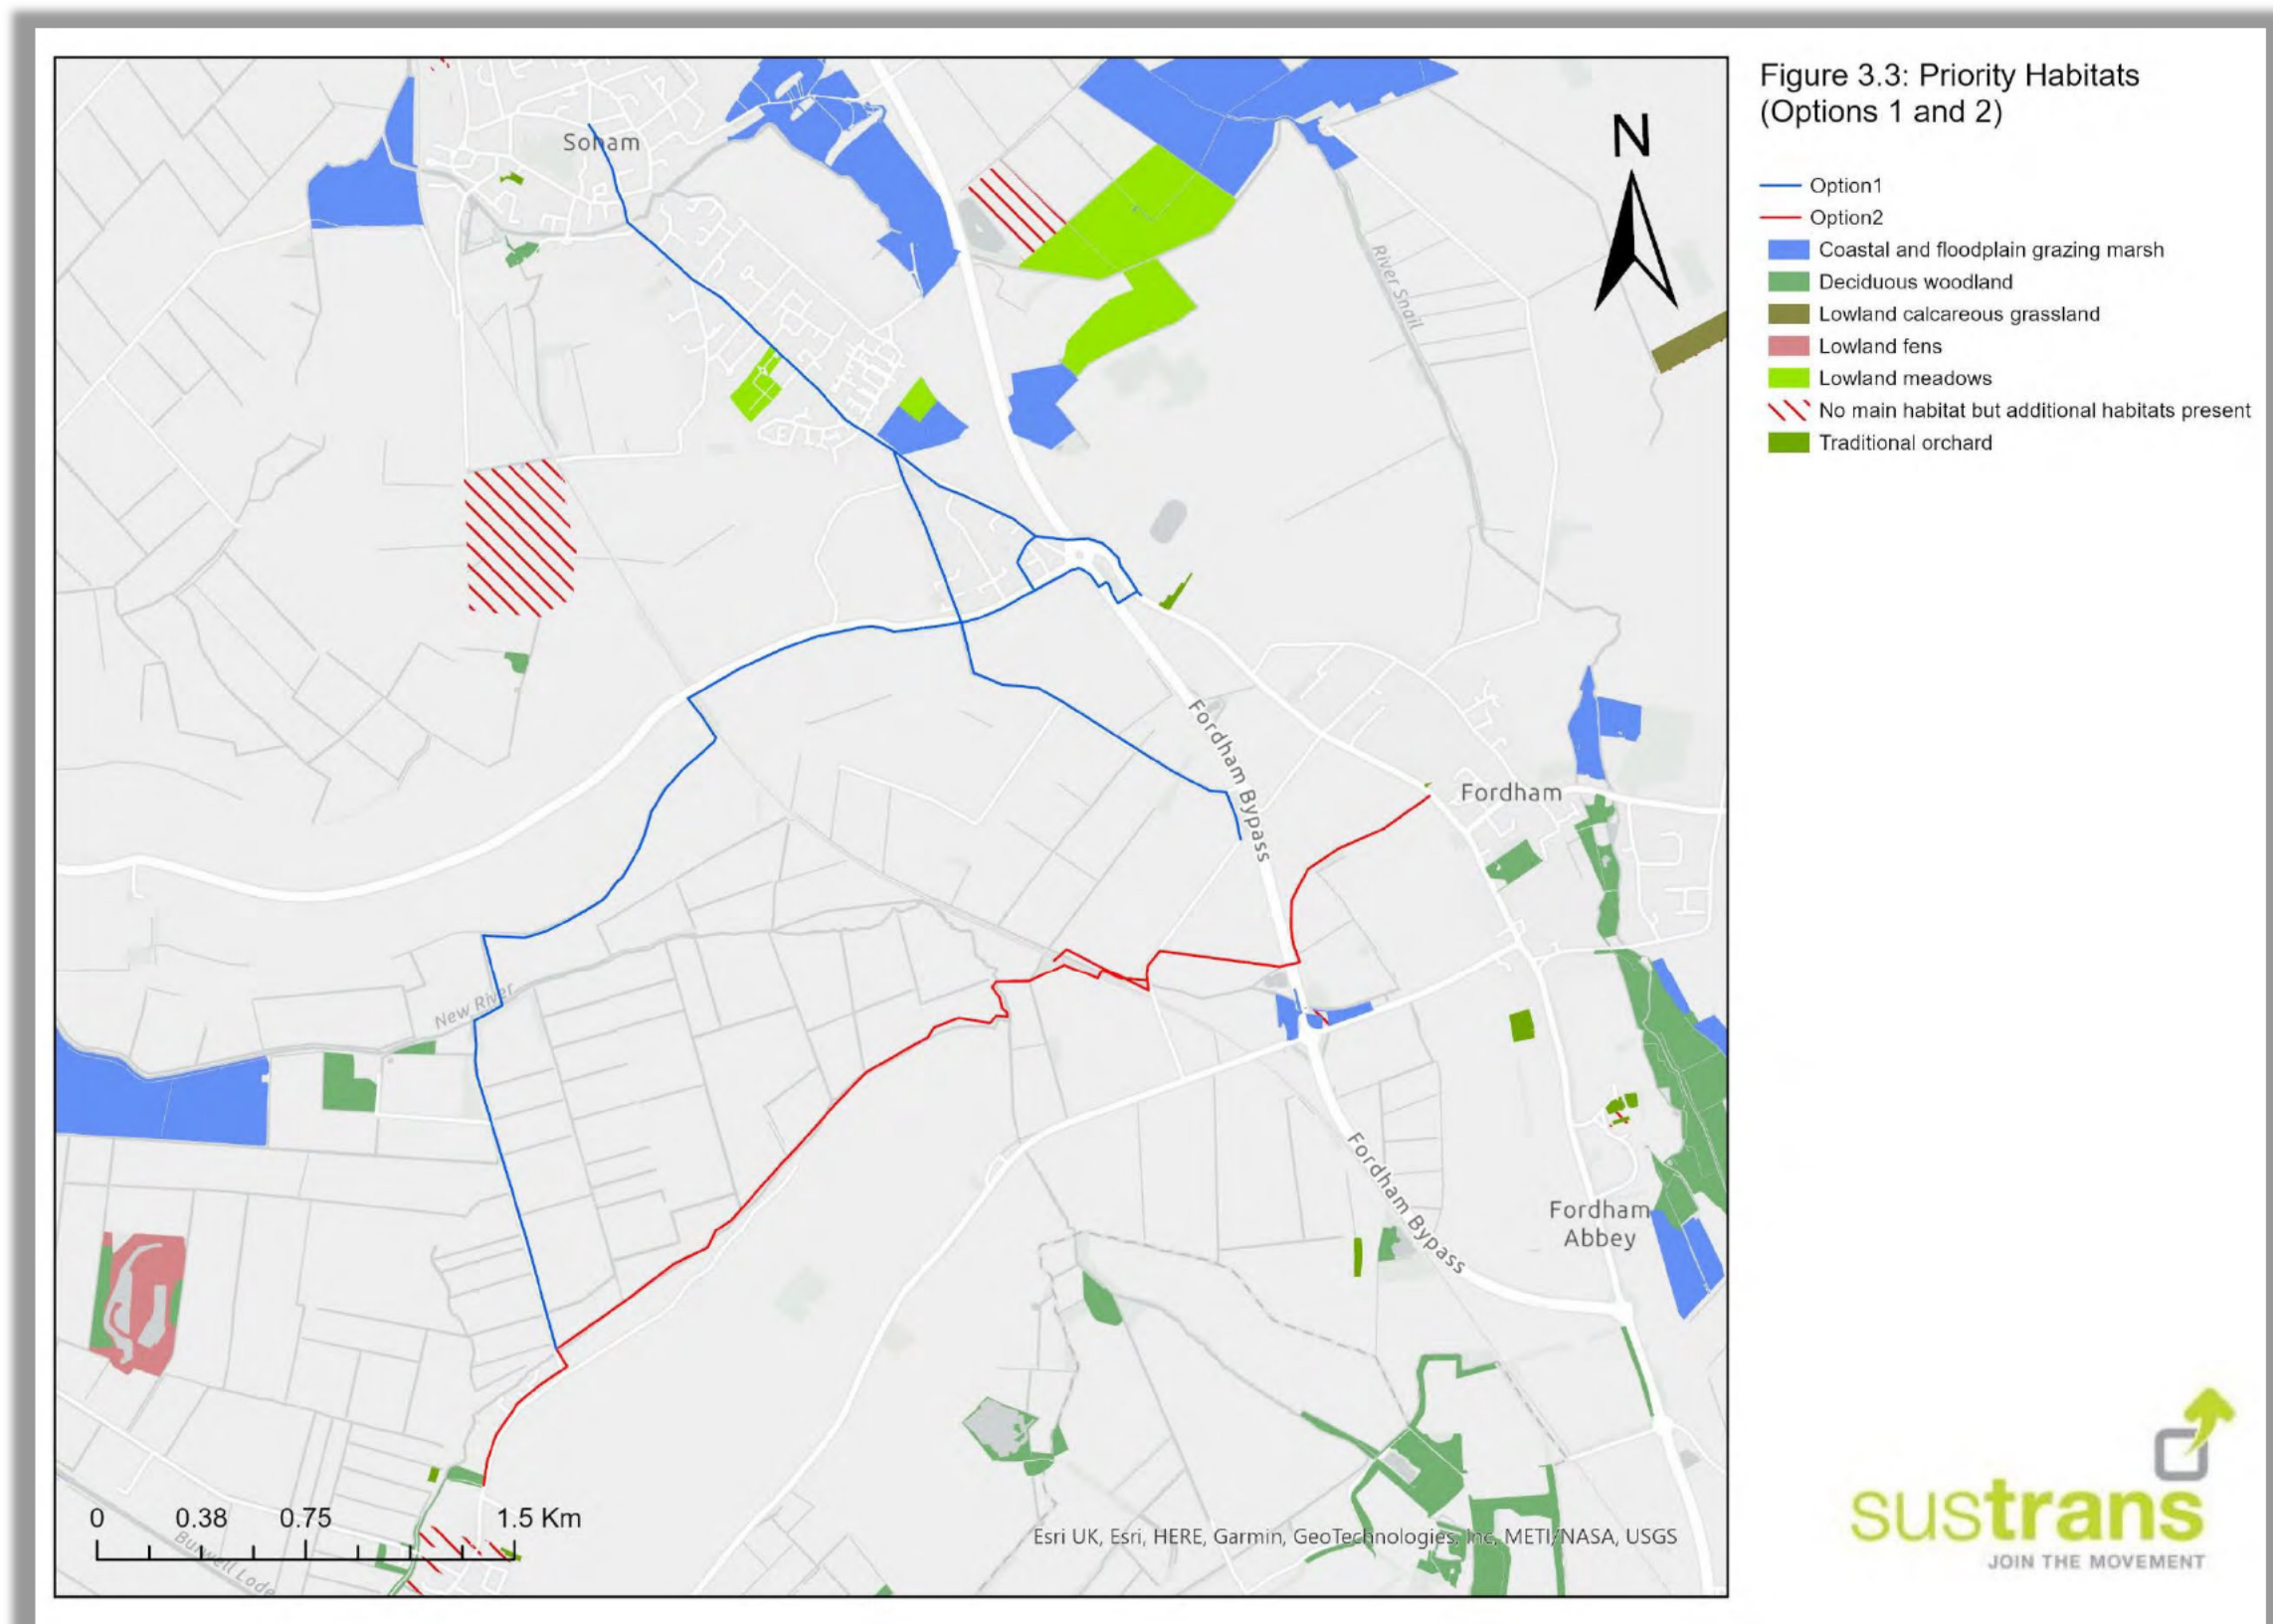 Figure 3.3: Priority Habitats
(Options 1 and 2)
N
Option1
Option2
Coastal and floodplain grazing marsh
Deciduous woodland
Lowland calcareous grassland
Lowland fens
Lowland meadows
No main habitat but additional habitats present
Traditional orchard
Soham
River Snail
Fordham Bypass
Fordham
New River
Fordham Bypass
Fordham
Abbey
0 0.38 0.75 1.5 Km
Burwell Lode
Esri UK, Esri, HERE, Garmin, GeoTechnologies, Inc, METI/NASA, USGS
sustrans
JOIN THE MOVEMENT